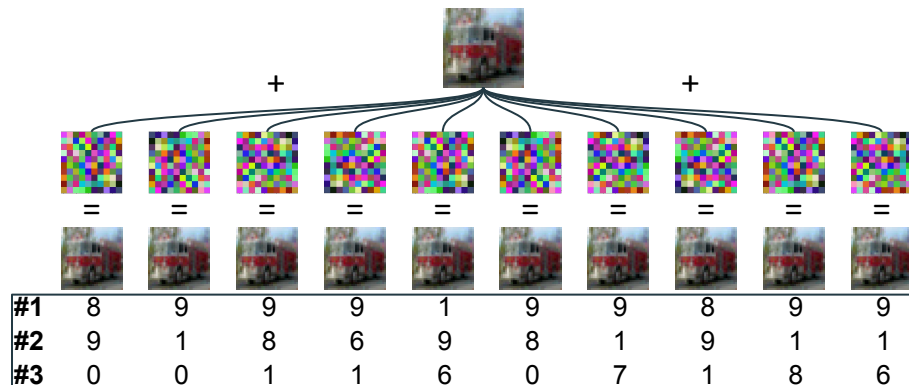 + +
= = = = = = = = = =
#1 8 9 9 9 1 9 9 8 9 9
#2 9 1 8 6 9 8 1 9 1 1
#3 0 0 1 1 6 0 7 1 8 6